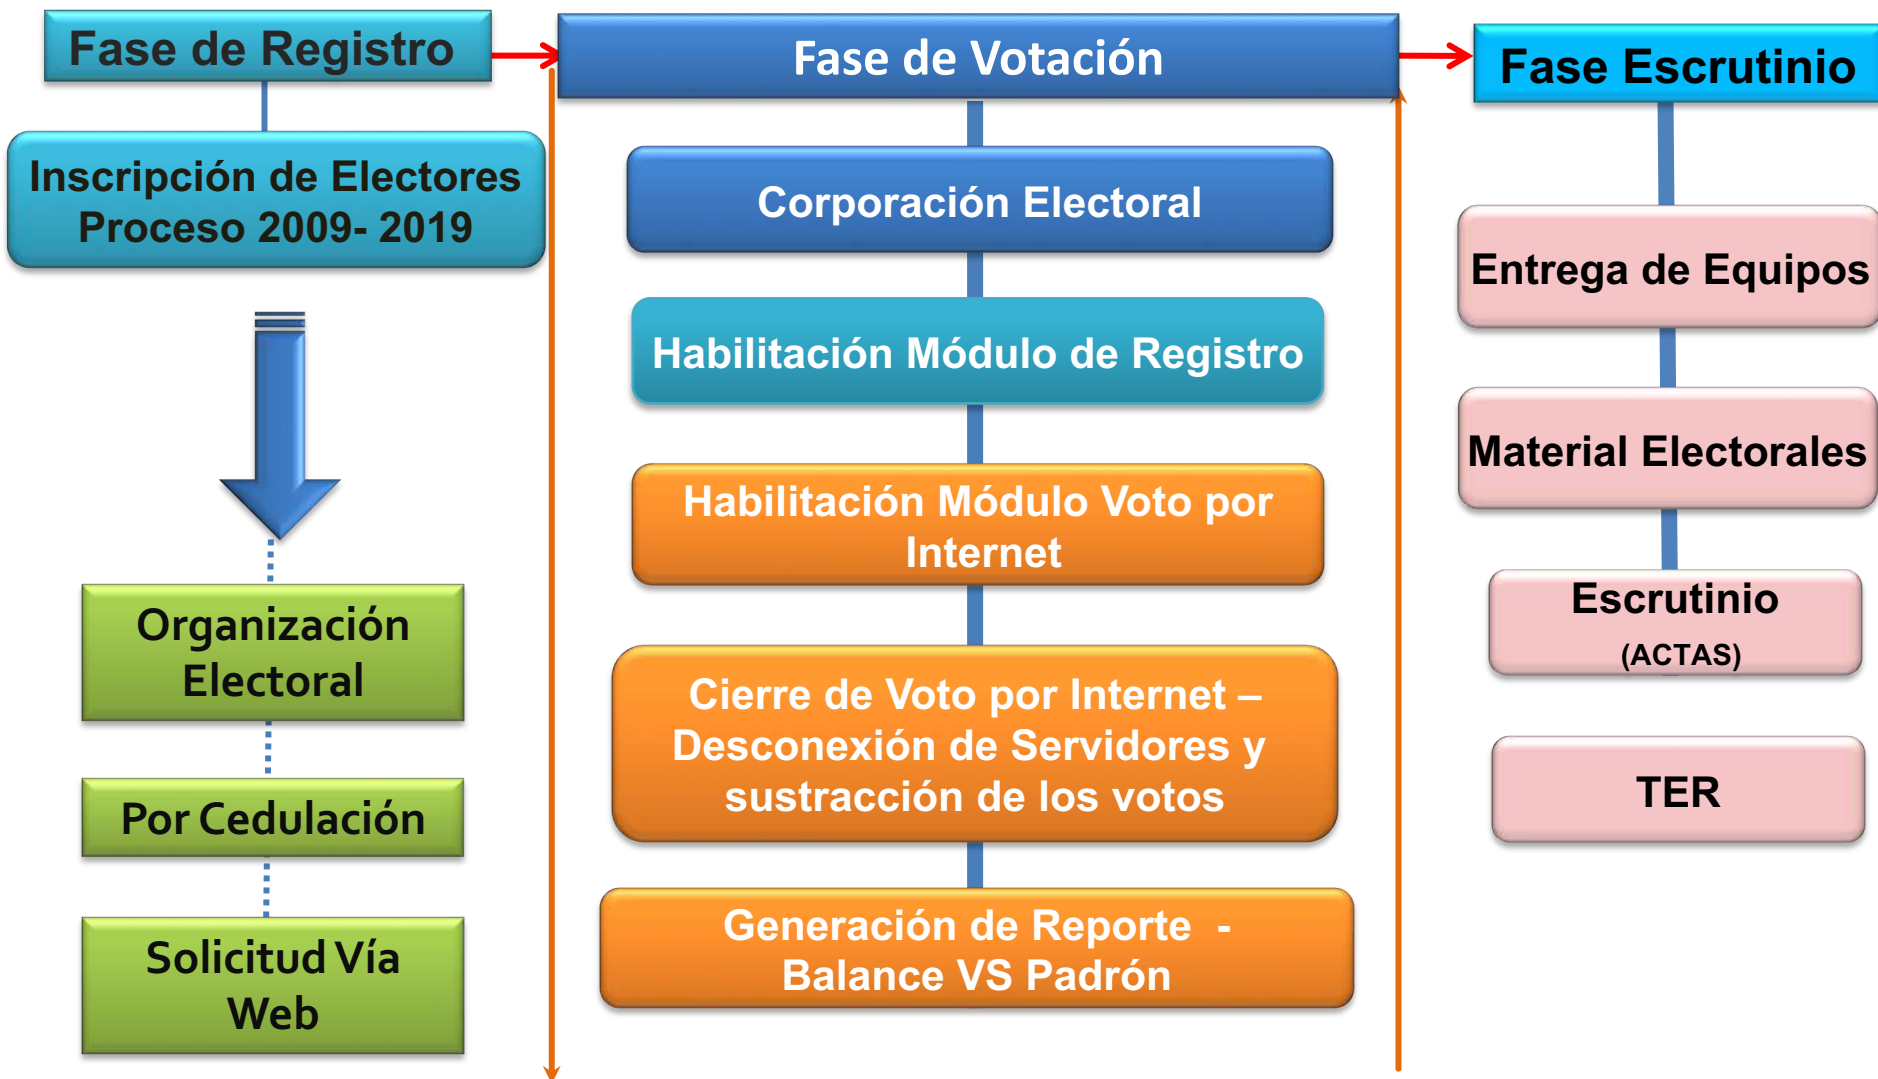 Fase de Registro
Inscripción de Electores
Proceso 2009- 2019
Organización
Electoral
Por Cedulación
Solicitud Vía
Web
Fase de Votación
Corporación Electoral
Habilitación Módulo de Registro
Habilitación Módulo Voto por
Internet
Cierre de Voto por Internet –
Desconexión de Servidores y
sustracción de los votos
Generación de Reporte -
Balance VS Padrón
Fase Escrutinio
Entrega de Equipos
Material Electorales
Escrutinio
(ACTAS)
TER